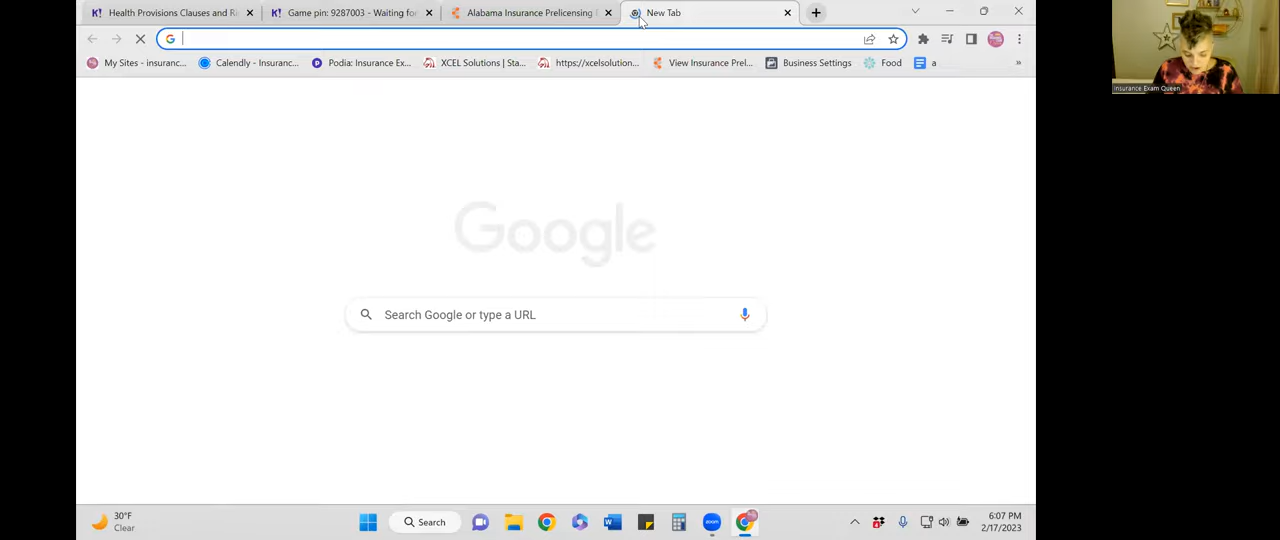 Health Provisions Clauses and Ri
Game pin: 9287003 - Waiting for
Alabama Insurance Prelicensing E
New Tab
My Sites - insuranc...
Calendly - Insuranc...
Podia: Insurance Ex...
XCEL Solutions | Sta...
https://xcelsolution...
View Insurance Prel...
Business Settings
Food
a
Insurance Exam Queen
Google
Search Google or type a URL
30°F
Clear
Search
6:07 PM
2/17/2023